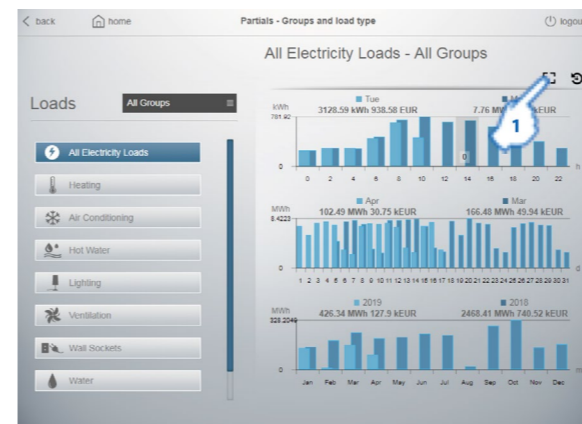 back
home
Partials - Groups and load type
logou
All Electricity Loads - All Groups
Loads
All Groups
All Electricity Loads
Heating
Air Conditioning
Hot Water
Lighting
Ventilation
Wall Sockets
Water
kWh
781.92
Tue
3128.59 kWh 938.58 EUR
7.76 M
EUR
1
0
0
0 2 4 6 8 10 12 14 16 18 20 22
h
MWh
8.4223
Apr
102.49 MWh 30.75 kEUR
Mar
166.48 MWh 49.94 kEUR
0
1 2 3 4 5 6 7 8 9 10 11 12 13 14 15 16 17 18 19 20 21 22 23 24 25 26 27 28 29 30 31
d
MWh
328.2049
2019
426.34 MWh 127.9 kEUR
2018
2468.41 MWh 740.52 kEUR
0
Jan Feb Mar Apr May Jun Jul Aug Sep Oct Nov Dec
m